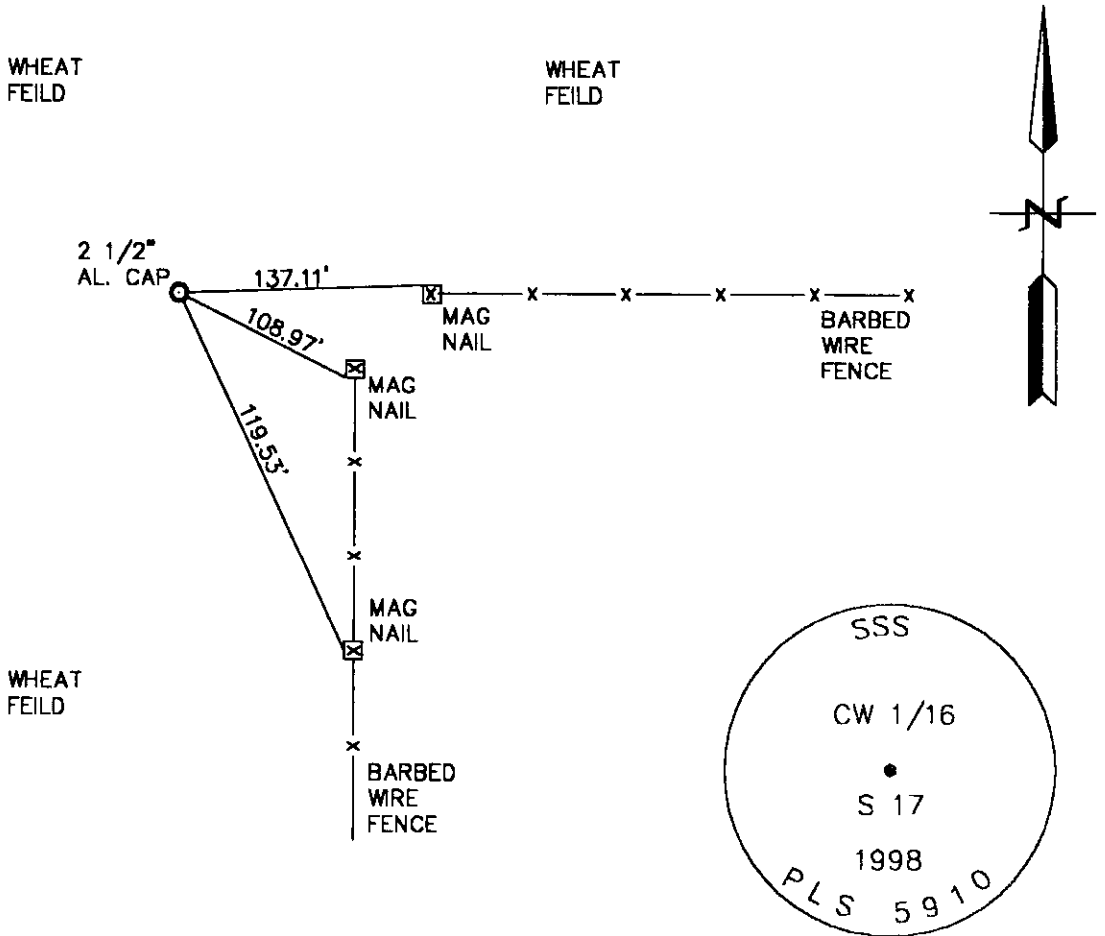 WHEAT
FEILD
WHEAT
FEILD
N
2 1/2"
AL. CAP
137.11'
MAG
NAIL
BARBED
WIRE
FENCE
108.97'
MAG
NAIL
119.53'
MAG
NAIL
WHEAT
FEILD
BARBED
WIRE
FENCE
SSS
CW 1/16
S 17
1998
PLS 5910